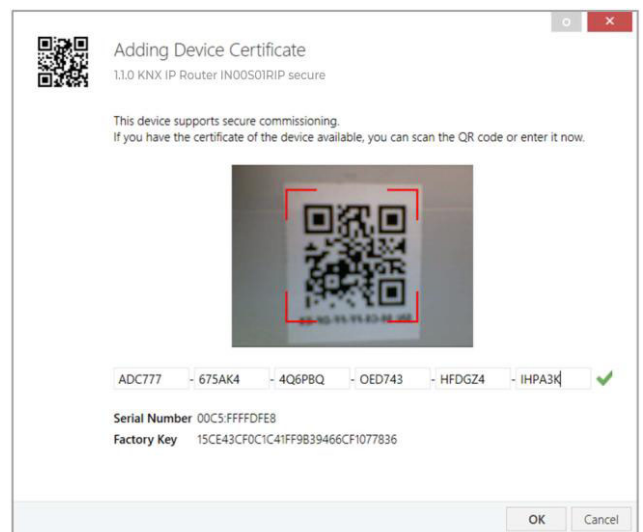 Adding Device Certificate
1.1.0 KNX IP Router IN00S01RIP secure
This device supports secure commissioning.
If you have the certificate of the device available, you can scan the QR code or enter it now.
ADC777 - 675AK4 - 4Q6PBQ - OED743 - HFDGZ4 - IHPA3K
Serial Number 00C5:FFFFDFE8
Factory Key 15CE43CF0C1C41FF9B39466CF1077836
OK Cancel